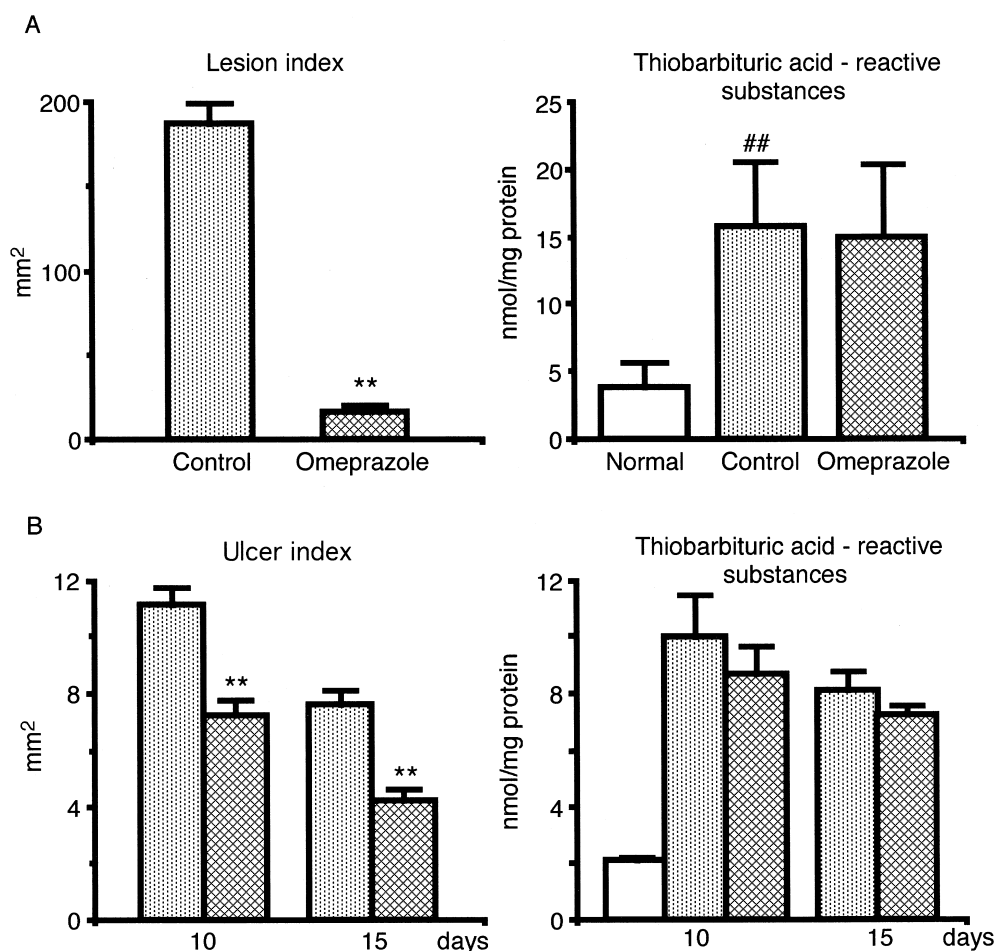 A
Lesion index
200
100
0
mm2
**
Control Omeprazole
Thiobarbituric acid - reactive
substances
25
20
15
10
5
0
nmol/mg protein
##
Normal Control Omeprazole
B
Ulcer index
12
8
4
0
mm2
**
**
10 15 days
Thiobarbituric acid - reactive
substances
12
8
4
0
nmol/mg protein
10 15 days